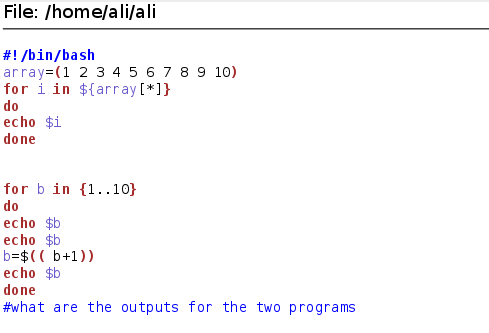 File: /home/ali/ali
#!/bin/bash
array=(1 2 3 4 5 6 7 8 9 10)
for i in ${array[*]}
do
echo $i
done
for b in {1..10}
do
echo $b
echo $b
b=$(( b+1))
echo $b
done
#what are the outputs for the two programs